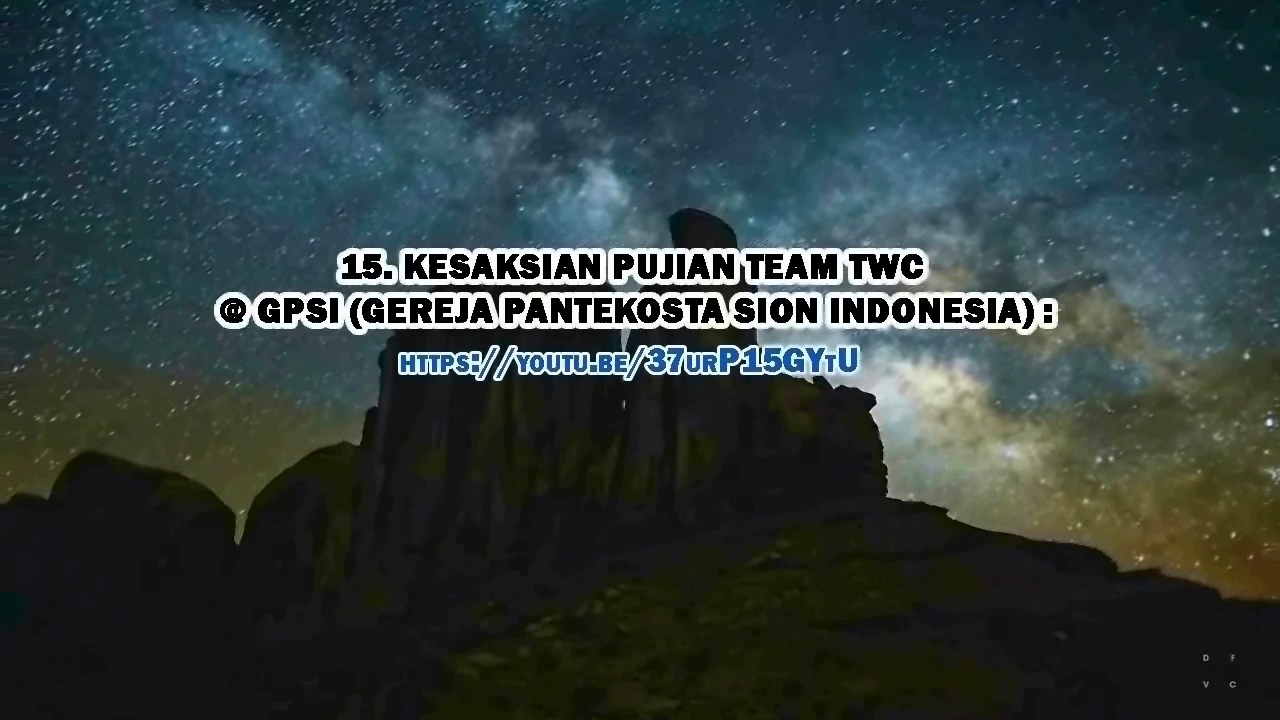 15. KESAKSIAN PUJIAN TEAM TWC
@ GPSI (GEREJA PANTEKOSTA SION INDONESIA) :
HTTPS://YOUTU.BE/37URP15GYTU
D F
V C